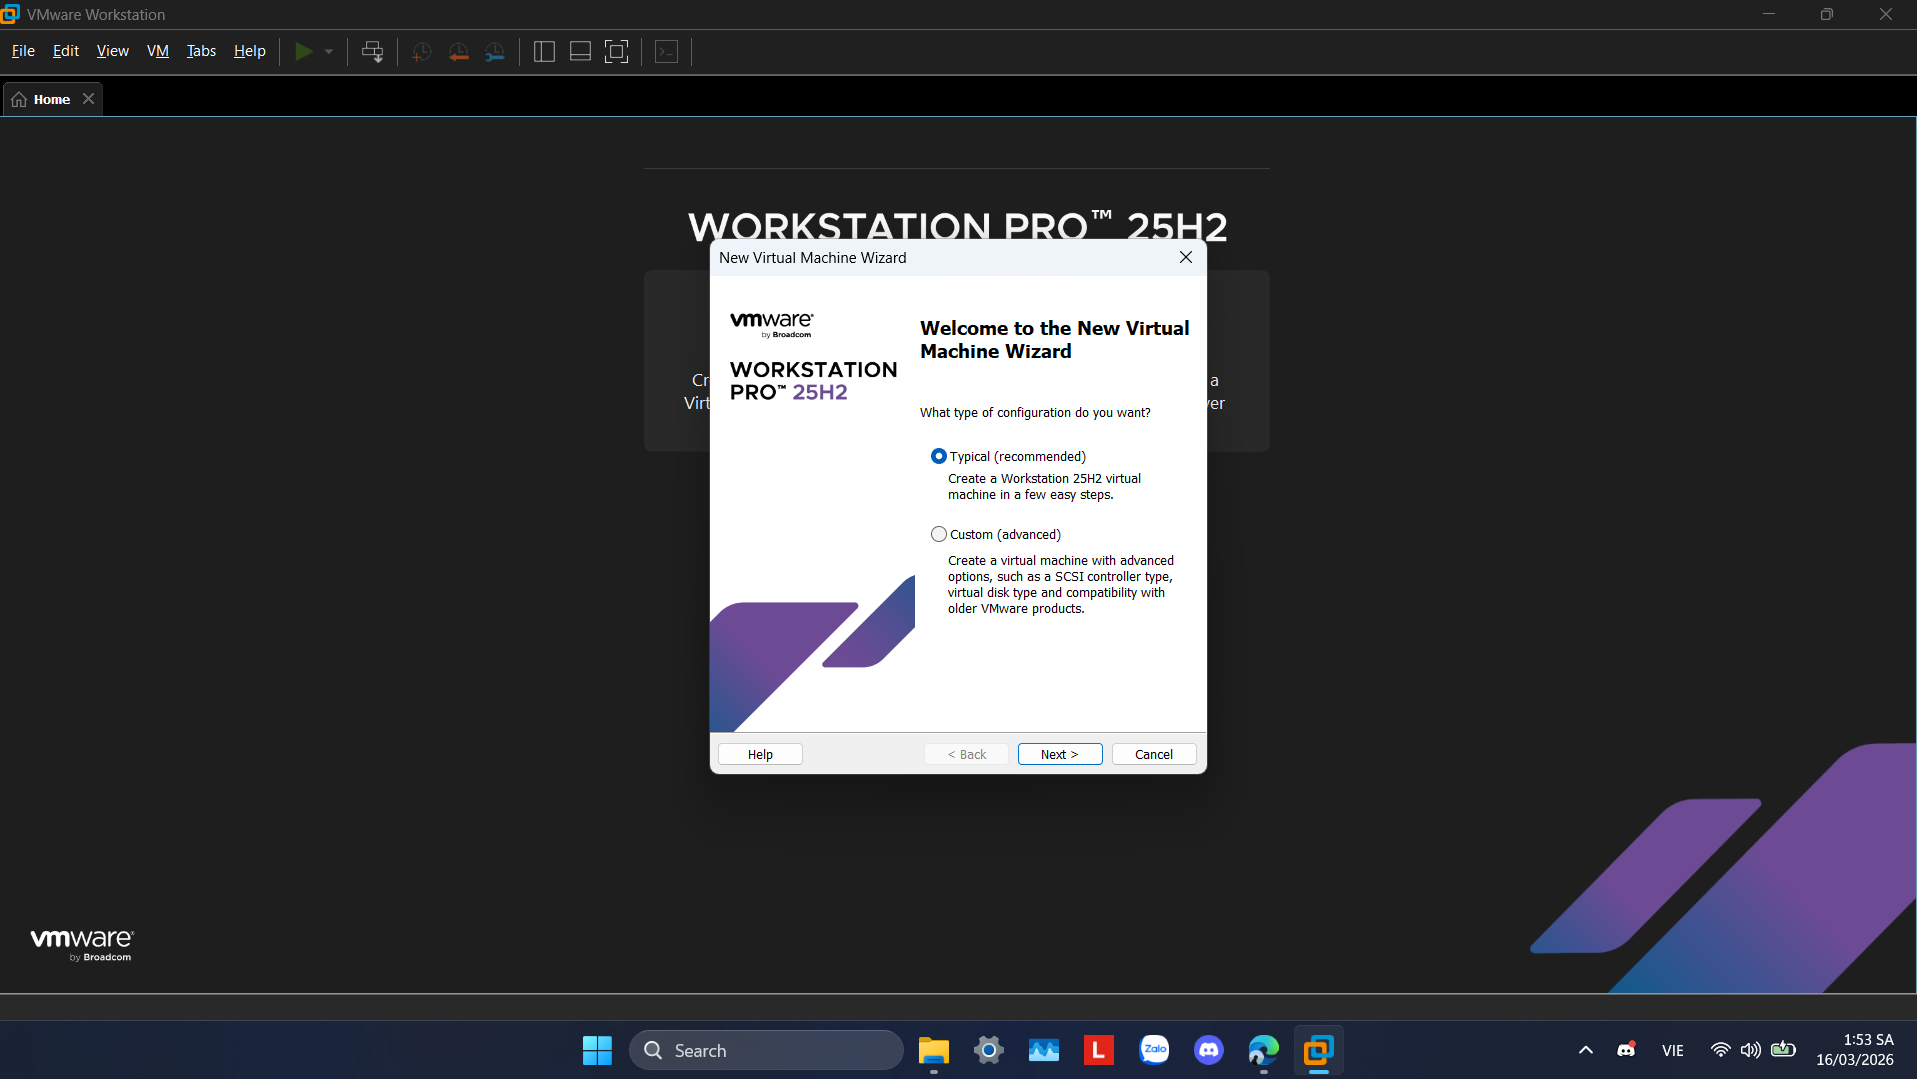 VMware Workstation
File Edit View VM Tabs Help
Home
WORKSTATION PRO™ 25H2
New Virtual Machine Wizard
vmware®
by Broadcom
WORKSTATION
PRO™ 25H2
Welcome to the New Virtual
Machine Wizard
What type of configuration do you want?
Typical (recommended)
Create a Workstation 25H2 virtual
machine in a few easy steps.
Custom (advanced)
Create a virtual machine with advanced
options, such as a SCSI controller type,
virtual disk type and compatibility with
older VMware products.
Help < Back Next > Cancel
Cr a
Virt ver
vmware®
by Broadcom
Search
L
Zalo
VIE
1:53 SA
16/03/2026